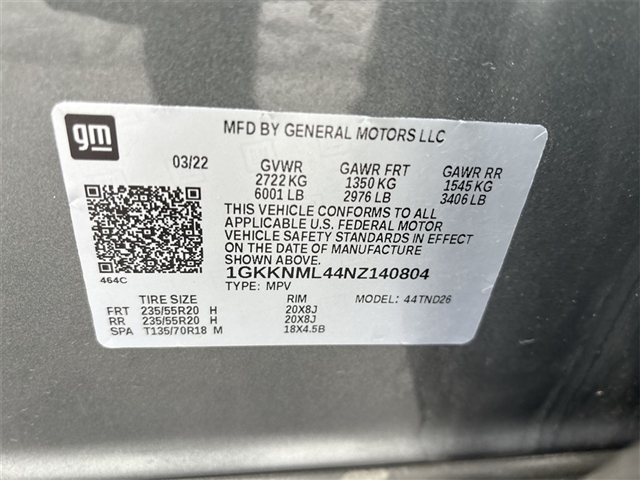 gm
MFD BY GENERAL MOTORS LLC
03/22 GVWR GAWR FRT GAWR RR
2722 KG 1350 KG 1545 KG
6001 LB 2976 LB 3406 LB
THIS VEHICLE CONFORMS TO ALL
APPLICABLE U.S. FEDERAL MOTOR
VEHICLE SAFETY STANDARDS IN EFFECT
ON THE DATE OF MANUFACTURE
SHOWN ABOVE.
464C
1GKKNML44NZ140804
TYPE: MPV
TIRE SIZE RIM MODEL: 44TND26
FRT 235/55R20 H 20X8J
RR 235/55R20 H 20X8J
SPA T135/70R18 M 18X4.5B